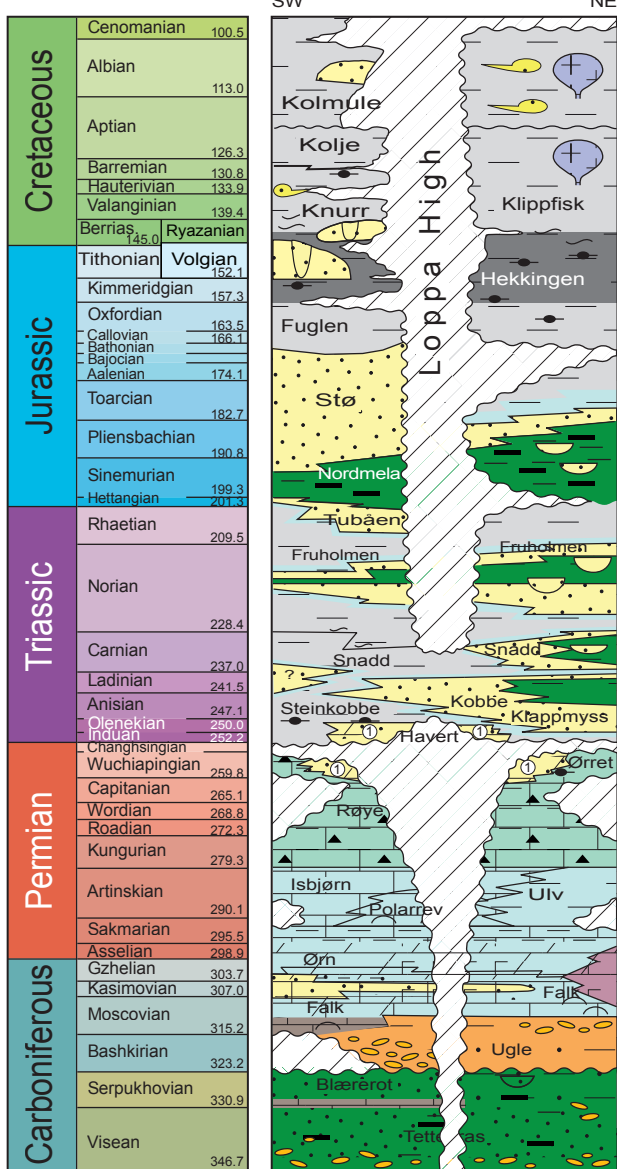 SW NE
Cretaceous
Cenomanian 100.5
Albian
113.0
Aptian
126.3
Barremian 130.8
Hauterivian 133.9
Valanginian
139.4
Berrias. 145.0 Ryazanian
Jurassic
Tithonian Volgian
152.1
Kimmeridgian
157.3
Oxfordian
163.5
Callovian 166.1
Bathonian
Bajocian
Aalenian 174.1
Toarcian
182.7
Pliensbachian
190.8
Sinemurian
199.3
Hettangian 201.3
Triassic
Rhaetian
209.5
Norian
228.4
Carnian
237.0
Ladinian
241.5
Anisian
247.1
Olenekian 250.0
Induan 252.2
Permian
Changhsingian
Wuchiapingian
259.8
Capitanian
265.1
Wordian 268.8
Roadian 272.3
Kungurian
279.3
Artinskian
290.1
Sakmarian
295.5
Asselian 298.9
Carboniferous
Gzhelian
303.7
Kasimovian 307.0
Moscovian
315.2
Bashkirian
323.2
Serpukhovian
330.9
Visean
346.7
Loppa High
Kolmule
Kolje
Knurr
Klippfisk
Hekkingen
Fuglen
Stø
Nordmela
Tubåen
Fruholmen Fruholmen
Snadd Snadd
?
Kobbe
Steinkobbe Klappmyss
1 Havert 1
1 1 Ørret
Røye
Isbjørn Ulv
Polarrev
Ørn
Falk
Falk
Ugle
Blærerot